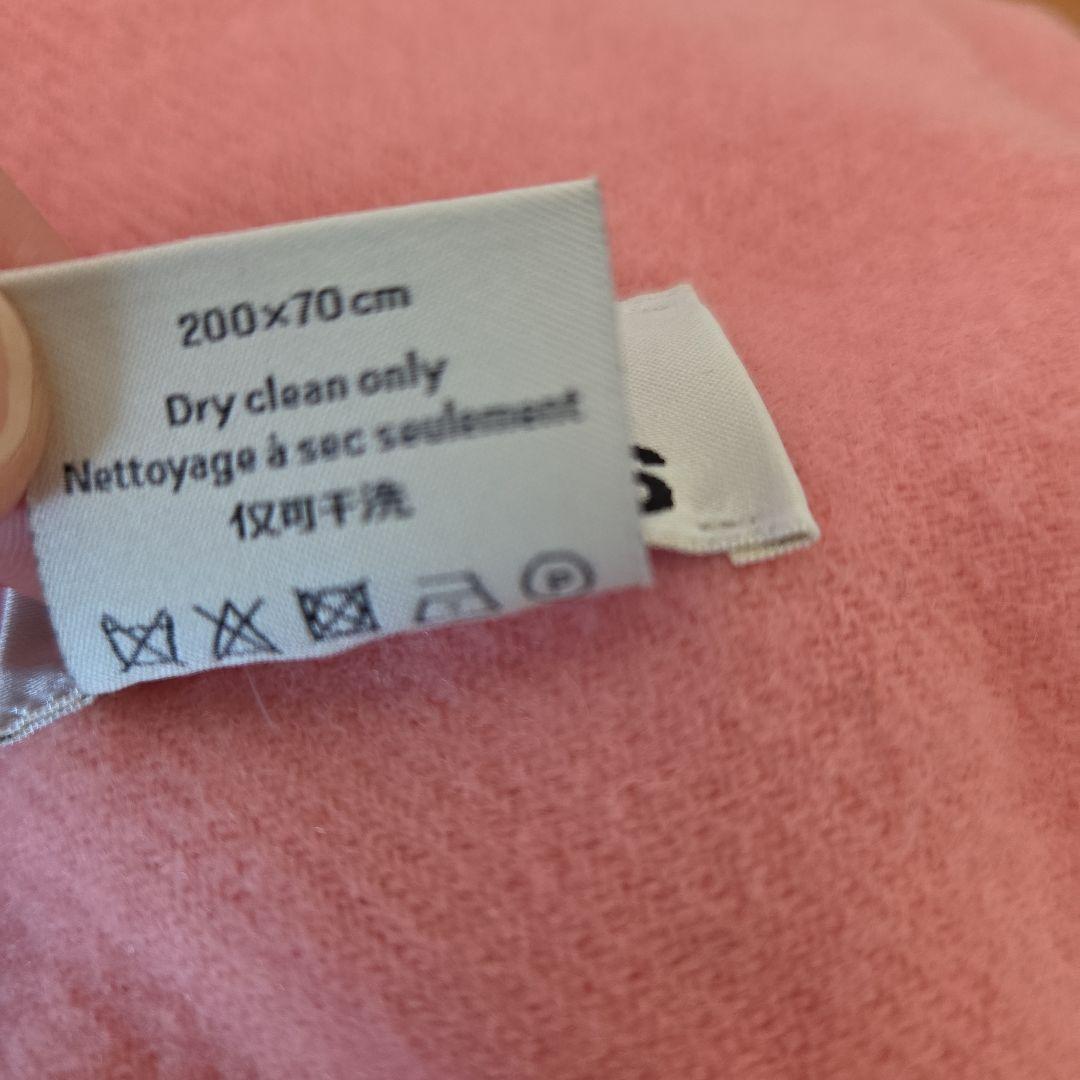 200×70cm
Dry clean only
Nettoyage à sec seulement
仅可干洗
P
S